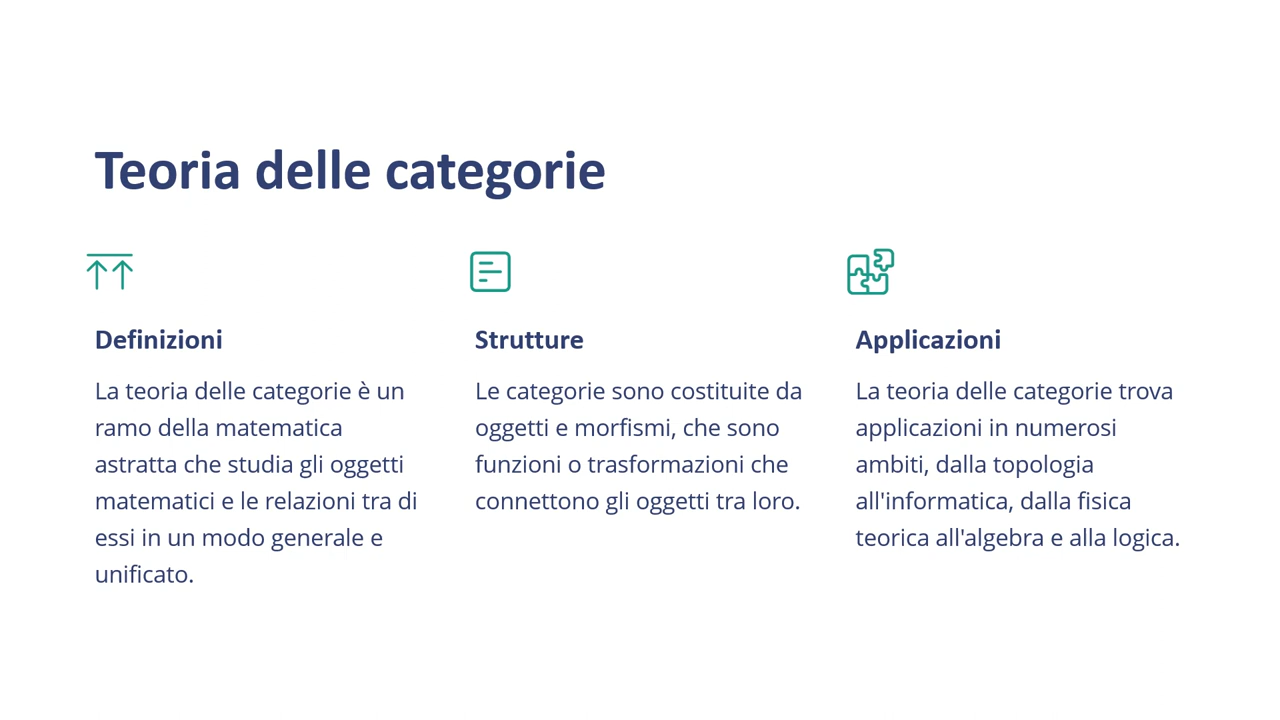 Teoria delle categorie
Definizioni
La teoria delle categorie è un
ramo della matematica
astratta che studia gli oggetti
matematici e le relazioni tra di
essi in un modo generale e
unificato.
Strutture
Le categorie sono costituite da
oggetti e morfismi, che sono
funzioni o trasformazioni che
connettono gli oggetti tra loro.
Applicazioni
La teoria delle categorie trova
applicazioni in numerosi
ambiti, dalla topologia
all'informatica, dalla fisica
teorica all'algebra e alla logica.